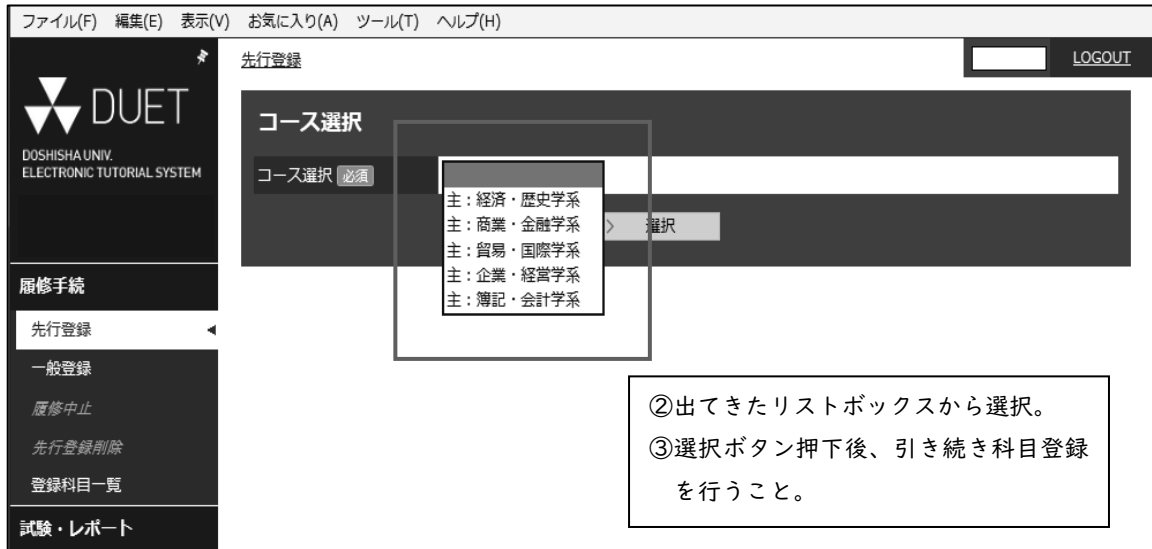 ファイル(F) 編集(E) 表示(V) お気に入り(A) ツール(T) ヘルプ(H)
先行登録
LOGOUT
DUET
DOSHISHA UNIV.
ELECTRONIC TUTORIAL SYSTEM
コース選択
コース選択 必須
主：経済・歴史学系
主：商業・金融学系
主：貿易・国際学系
主：企業・経営学系
主：簿記・会計学系
選択
履修手続
先行登録
一般登録
履修中止
先行登録削除
登録科目一覧
試験・レポート
②出てきたリストボックスから選択。
③選択ボタン押下後、引き続き科目登録
を行うこと。